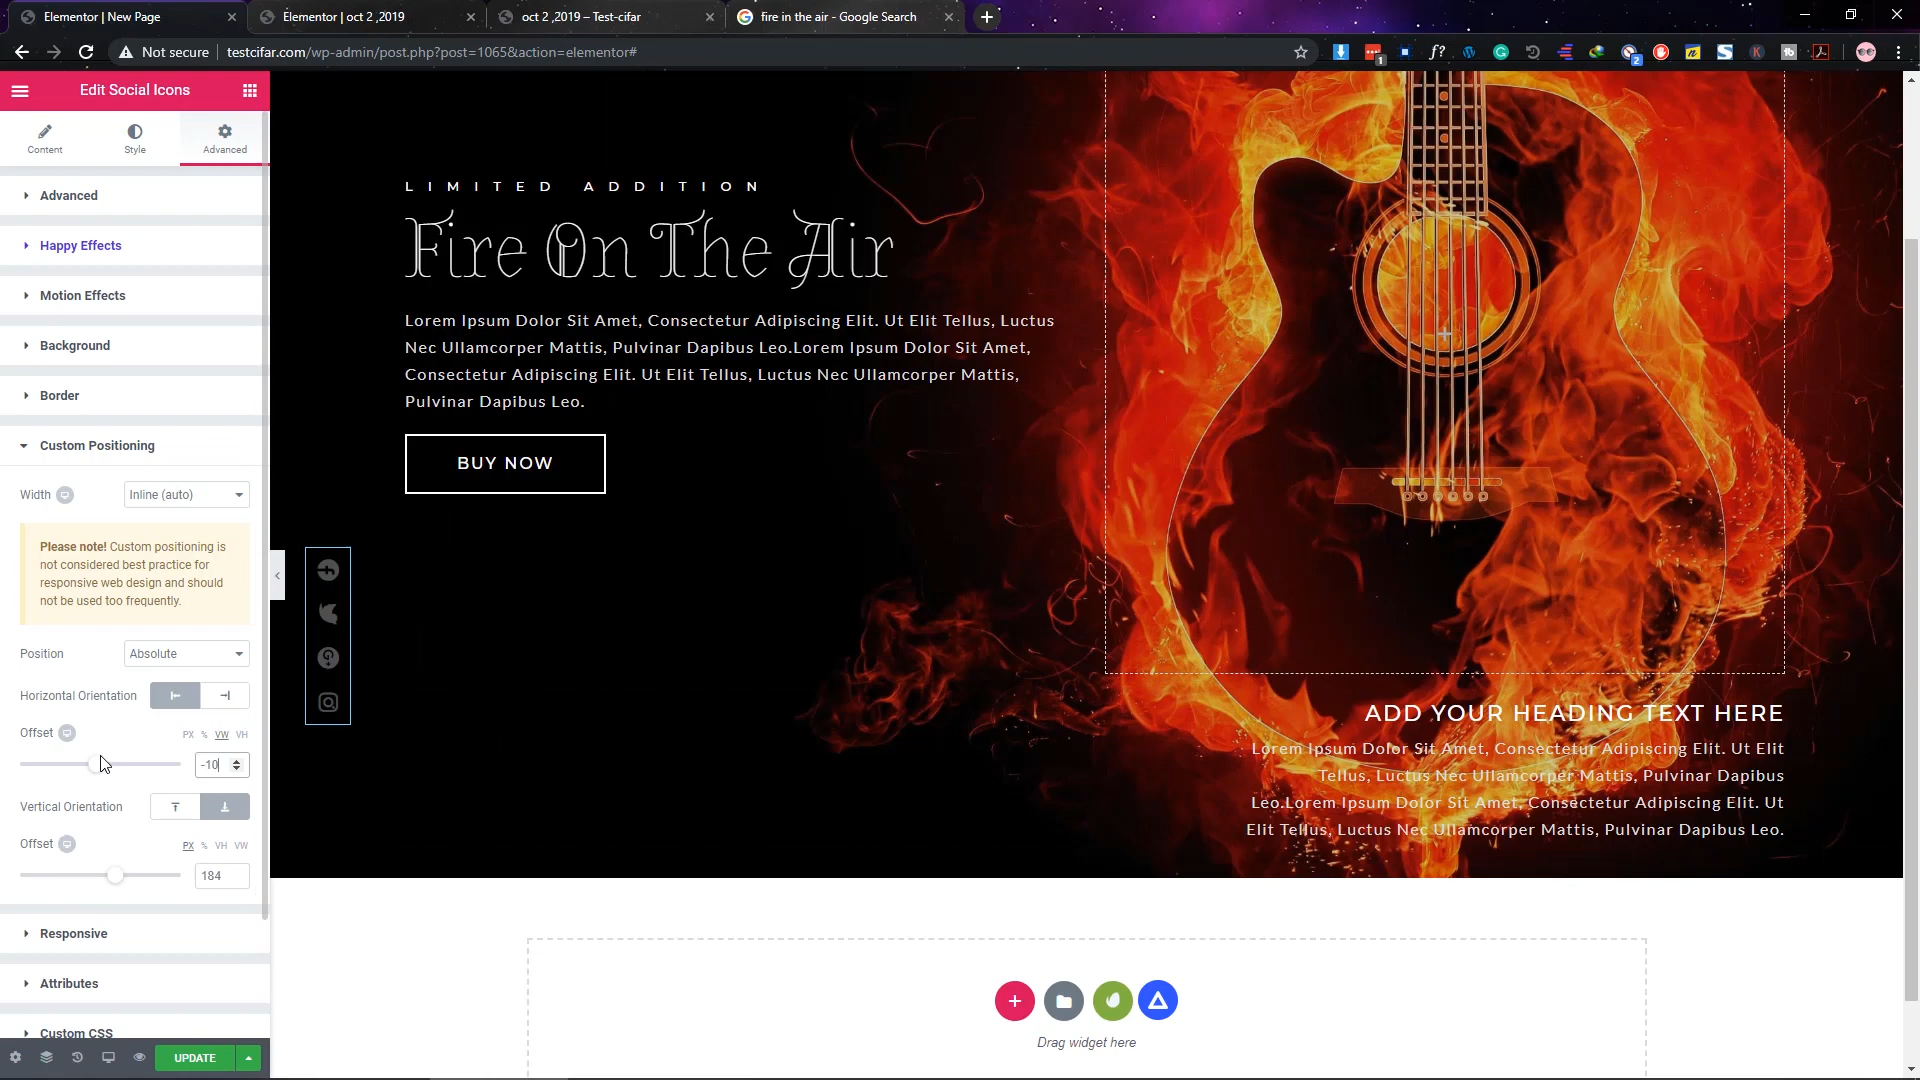 Elementor | New Page
Elementor | oct 2 ,2019
oct 2 ,2019 – Test-cifar
fire in the air - Google Search
Not secure
testcifar.com/wp-admin/post.php?post=1065&action=elementor#
f?
1
2
K
Edit Social Icons
Content
Style
Advanced
Advanced
Happy Effects
Motion Effects
Background
Border
Custom Positioning
Width
Inline (auto)
Please note! Custom positioning is
not considered best practice for
responsive web design and should
not be used too frequently.
Position
Absolute
Horizontal Orientation
Offset
PX % VW VH
-10
Vertical Orientation
Offset
PX % VH VW
184
Responsive
Attributes
Custom CSS
UPDATE
LIMITED ADDITION
Fire On The Air
Lorem Ipsum Dolor Sit Amet, Consectetur Adipiscing Elit. Ut Elit Tellus, Luctus
Nec Ullamcorper Mattis, Pulvinar Dapibus Leo.Lorem Ipsum Dolor Sit Amet,
Consectetur Adipiscing Elit. Ut Elit Tellus, Luctus Nec Ullamcorper Mattis,
Pulvinar Dapibus Leo.
BUY NOW
ADD YOUR HEADING TEXT HERE
Lorem Ipsum Dolor Sit Amet, Consectetur Adipiscing Elit. Ut Elit
Tellus, Luctus Nec Ullamcorper Mattis, Pulvinar Dapibus
Leo.Lorem Ipsum Dolor Sit Amet, Consectetur Adipiscing Elit. Ut
Elit Tellus, Luctus Nec Ullamcorper Mattis, Pulvinar Dapibus Leo.
Drag widget here